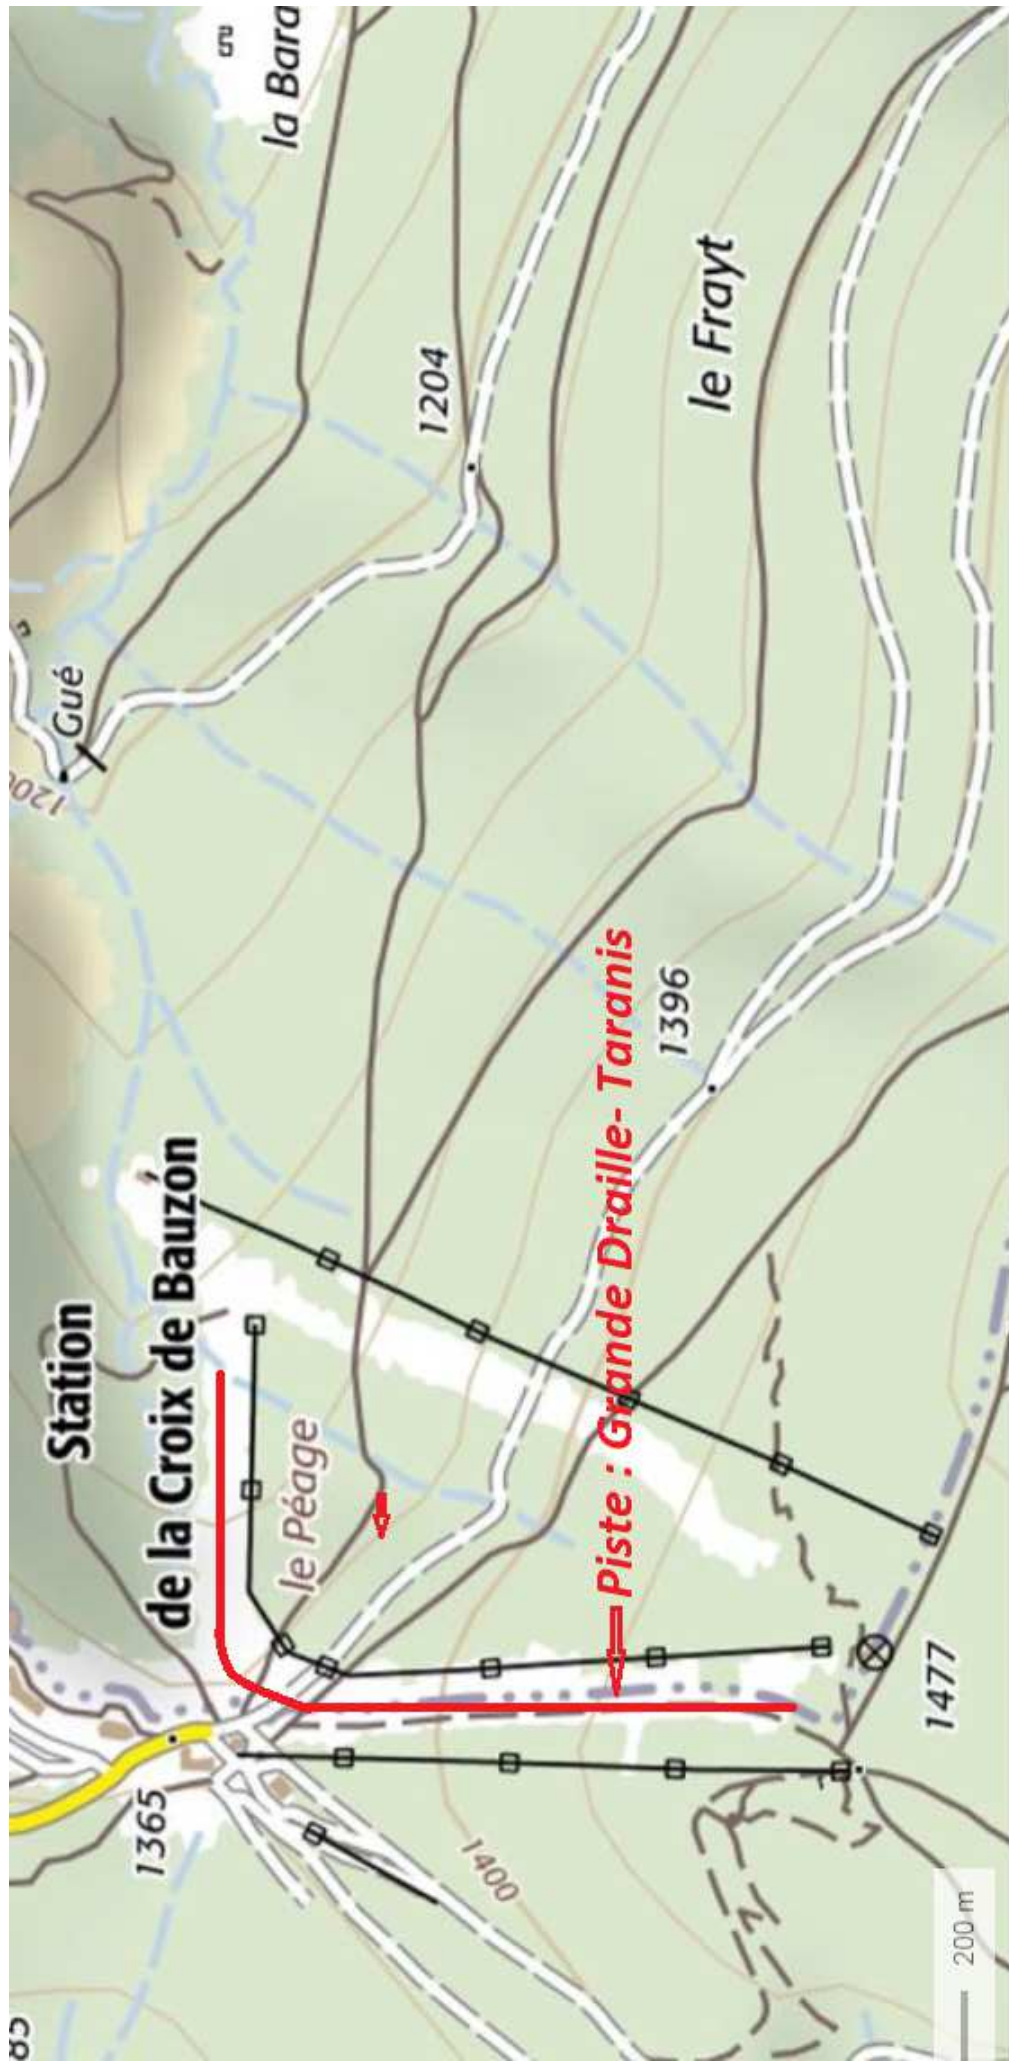 la Bara
1204
le Frayt
Gué
1200
1396
Station
de la Croix de Bauzon
le Péage
Piste : Grande Draille- Taranis
1365
1400
1477
200 m